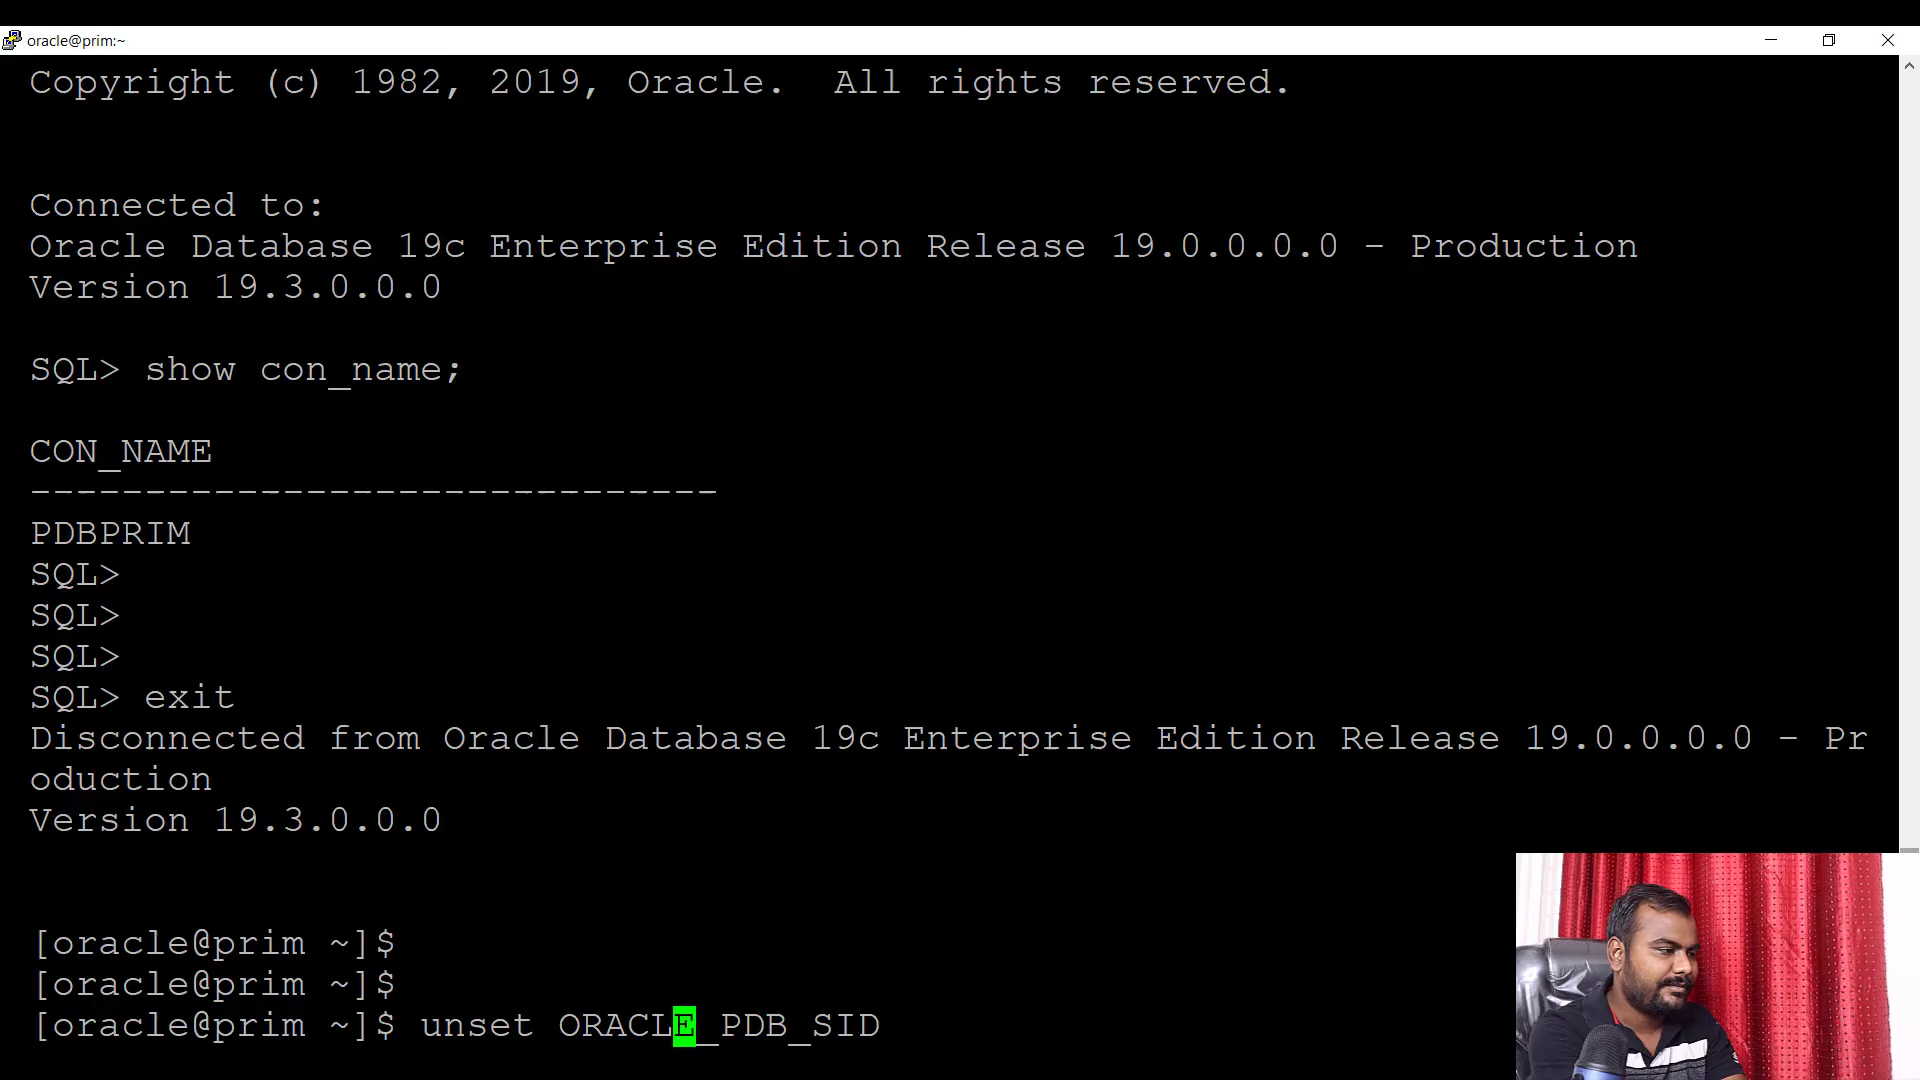 oracle@prim:~
Copyright (c) 1982, 2019, Oracle.  All rights reserved.
Connected to:
Oracle Database 19c Enterprise Edition Release 19.0.0.0.0 - Production
Version 19.3.0.0.0
SQL> show con_name;
CON_NAME
------------------------------
PDBPRIM
SQL>
SQL>
SQL>
SQL> exit
Disconnected from Oracle Database 19c Enterprise Edition Release 19.0.0.0.0 - Pr
oduction
Version 19.3.0.0.0
[oracle@prim ~]$
[oracle@prim ~]$
[oracle@prim ~]$ unset ORACLE_PDB_SID